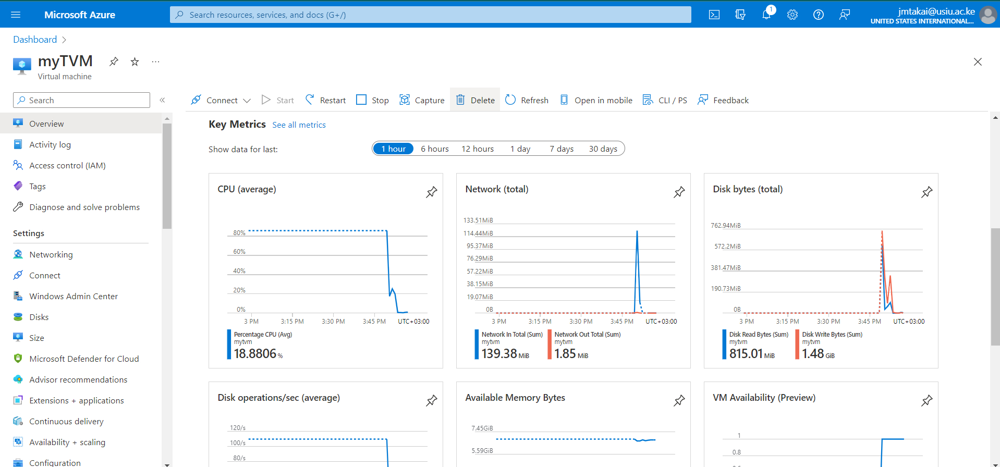 Microsoft Azure
Search resources, services, and docs (G+/)
1
jmtakai@usiu.ac.ke
UNITED STATES INTERNATIONAL...
Dashboard
myTVM
Virtual machine
Search
Connect
Start
Restart
Stop
Capture
Delete
Refresh
Open in mobile
CLI / PS
Feedback
Overview
Activity log
Access control (IAM)
Tags
Diagnose and solve problems
Settings
Networking
Connect
Windows Admin Center
Disks
Size
Microsoft Defender for Cloud
Advisor recommendations
Extensions + applications
Continuous delivery
Availability + scaling
Configuration
Key Metrics See all metrics
Show data for last:
1 hour
6 hours
12 hours
1 day
7 days
30 days
CPU (average)
80%
60%
40%
20%
0%
3 PM 3:15 PM 3:30 PM 3:45 PM UTC+03:00
Percentage CPU (Avg)
mytvm
18.8806 %
Network (total)
133.51MiB
114.44MiB
95.37MiB
76.29MiB
57.22MiB
38.15MiB
19.07MiB
0B
3 PM 3:15 PM 3:30 PM 3:45 PM UTC+03:00
Network In Total (Sum)
mytvm
139.38 MiB
Network Out Total (Sum)
mytvm
1.85 MiB
Disk bytes (total)
762.94MiB
572.2MiB
381.47MiB
190.73MiB
0B
3 PM 3:15 PM 3:30 PM 3:45 PM UTC+03:00
Disk Read Bytes (Sum)
mytvm
815.01 MiB
Disk Write Bytes (Sum)
mytvm
1.48 GiB
Disk operations/sec (average)
120/s
100/s
80/s
Available Memory Bytes
7.45GiB
5.59GiB
VM Availability (Preview)
1
0.8